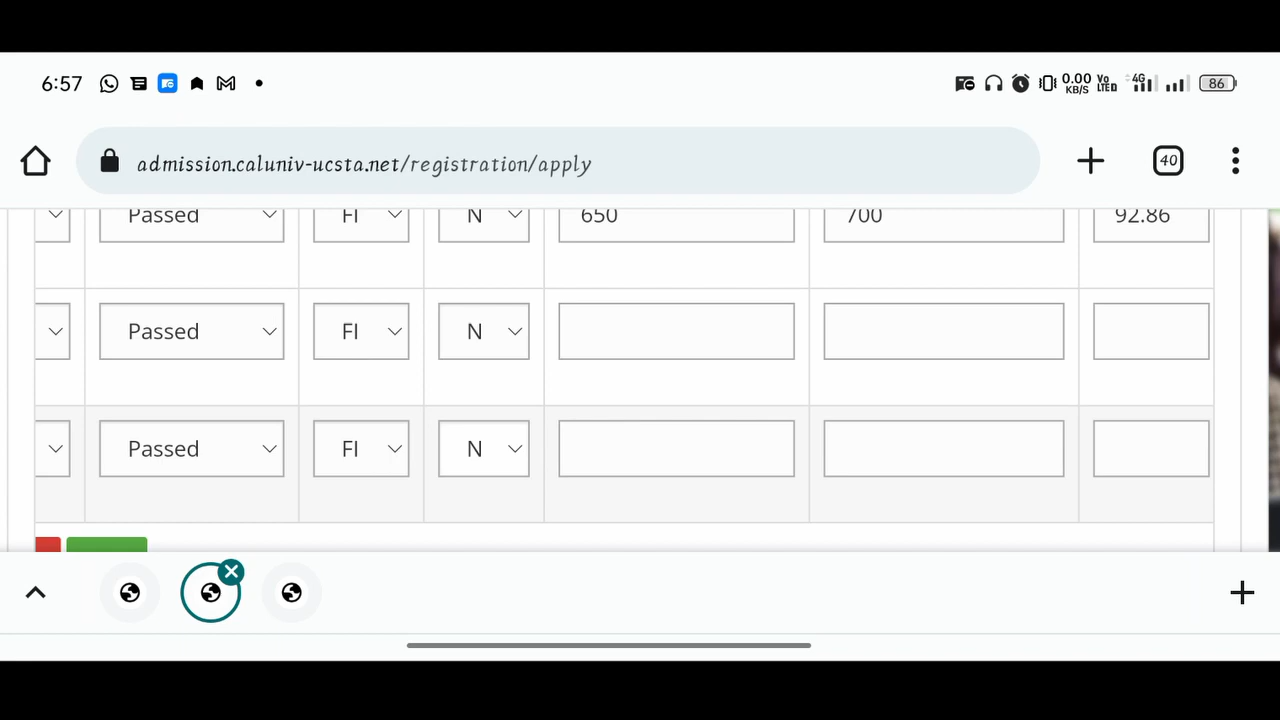 6:57 0.00 KB/S Vo LTE 4G 86
admission.caluniv-ucsta.net/registration/apply 40
Passed FI N 650 700 92.86
Passed FI N
Passed FI N